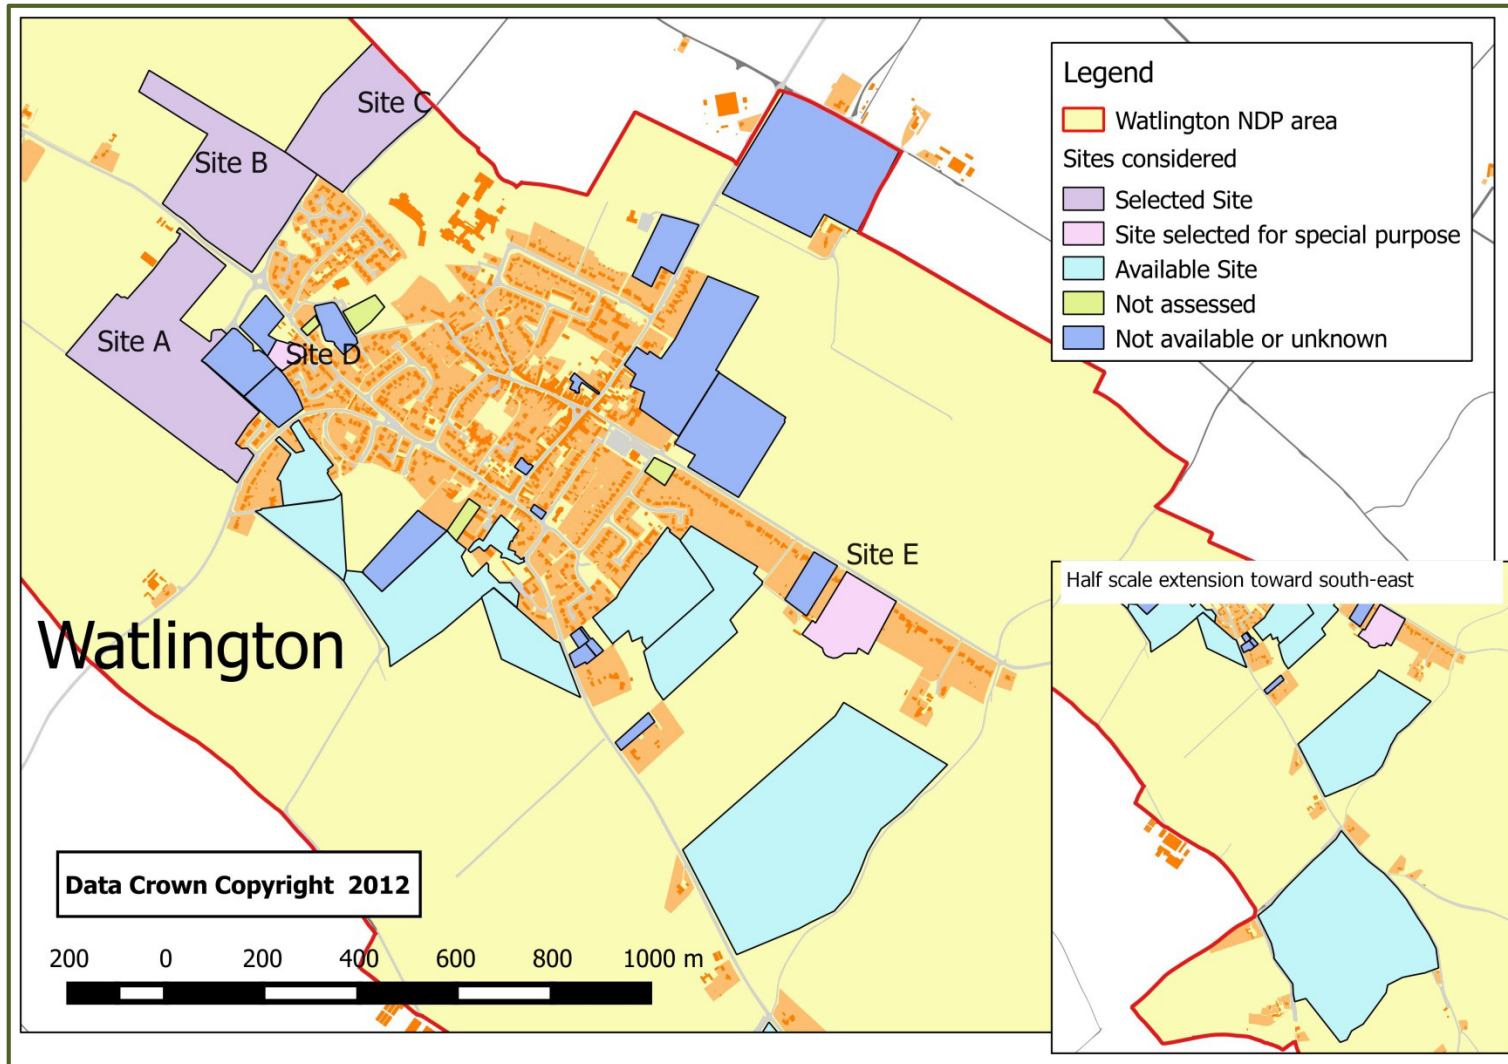 Legend
Watlington NDP area
Sites considered
Selected Site
Site selected for special purpose
Available Site
Not assessed
Not available or unknown
Site C
Site B
Site A
Site D
Site E
Half scale extension toward south-east
Watlington
Data Crown Copyright 2012
200 0 200 400 600 800 1000 m